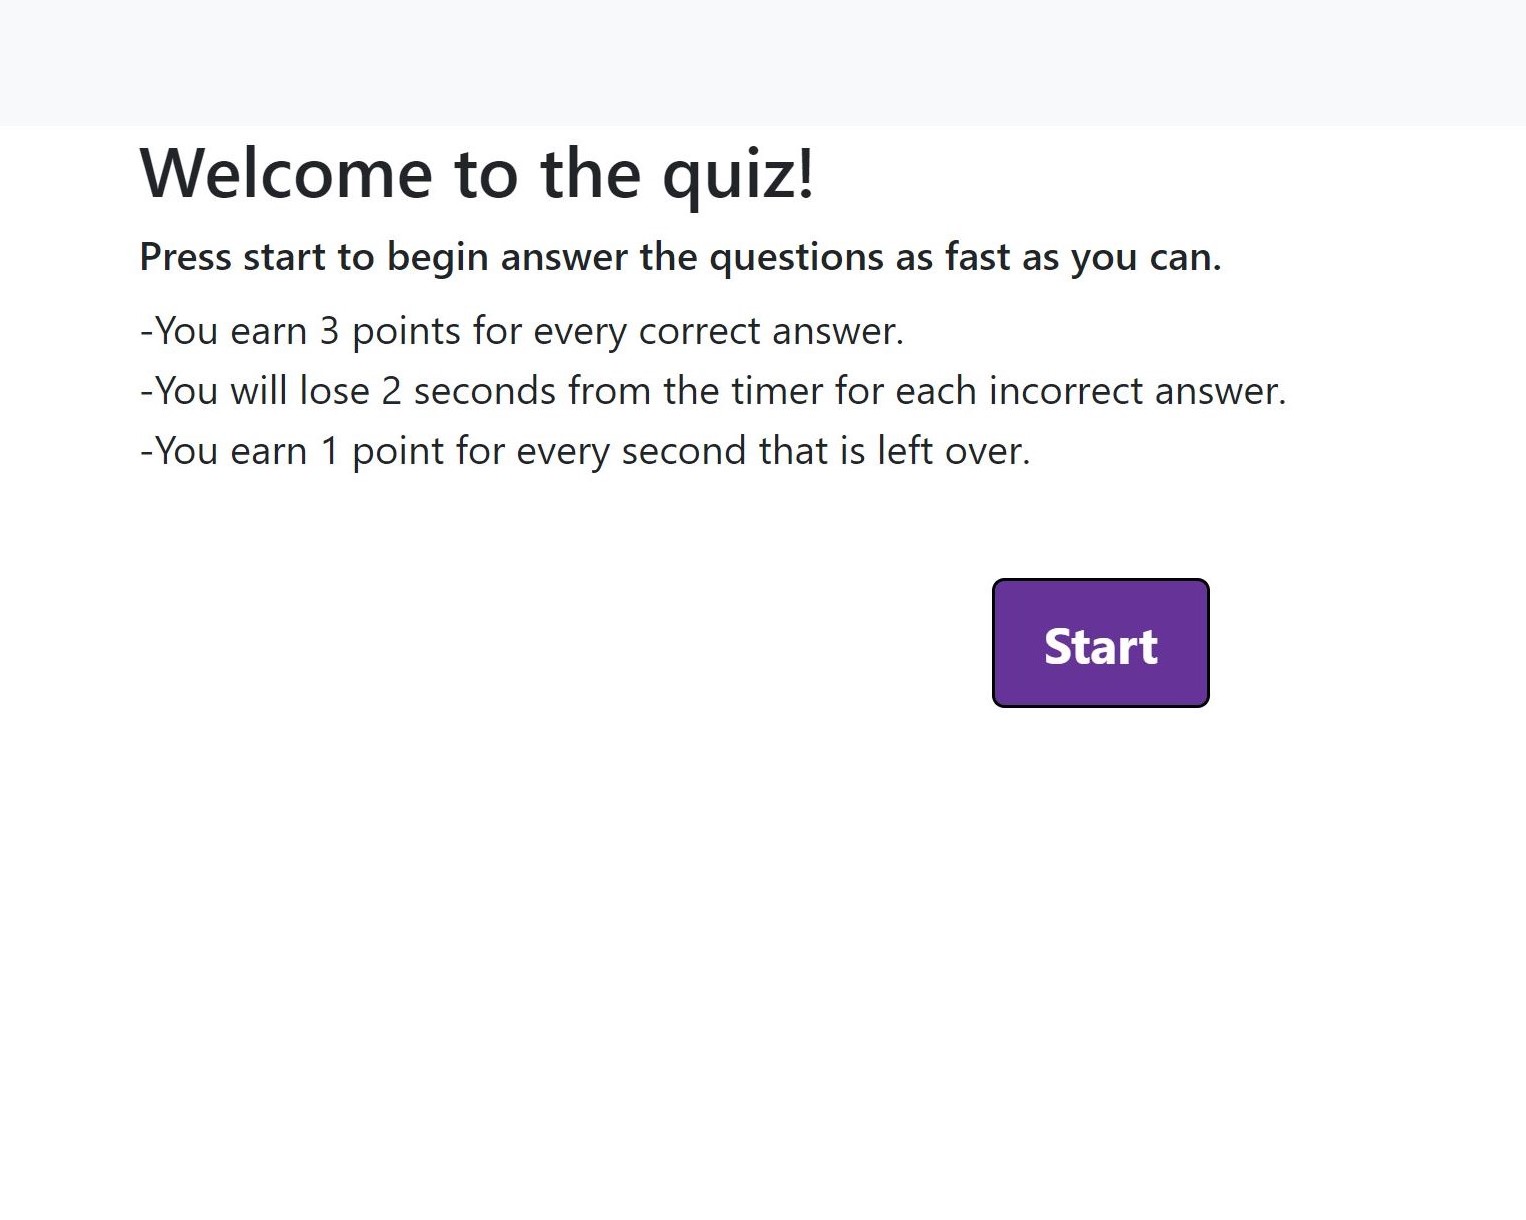 Welcome to the quiz!
Press start to begin answer the questions as fast as you can.
-You earn 3 points for every correct answer.
-You will lose 2 seconds from the timer for each incorrect answer.
-You earn 1 point for every second that is left over.
Start